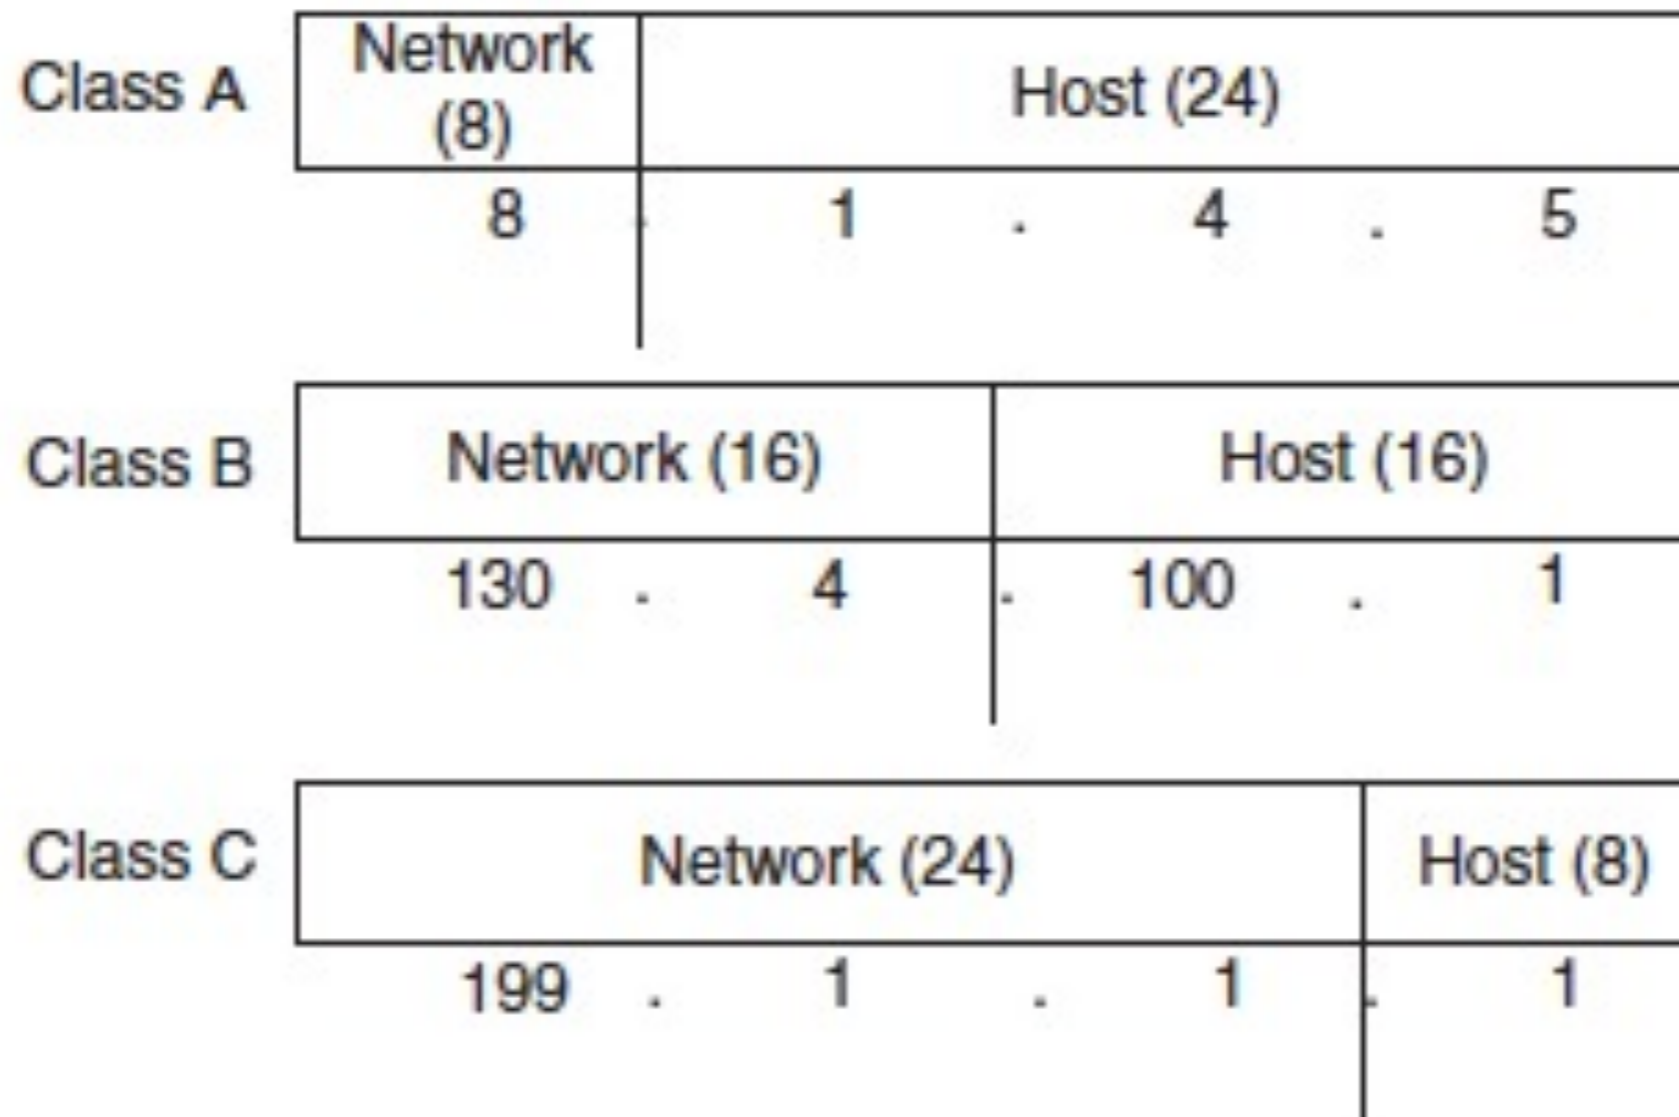 Class A
Network
(8)
Host (24)
8 . 1 . 4 . 5
Class B
Network (16)
Host (16)
130 . 4 . 100 . 1
Class C
Network (24)
Host (8)
199 . 1 . 1 . 1